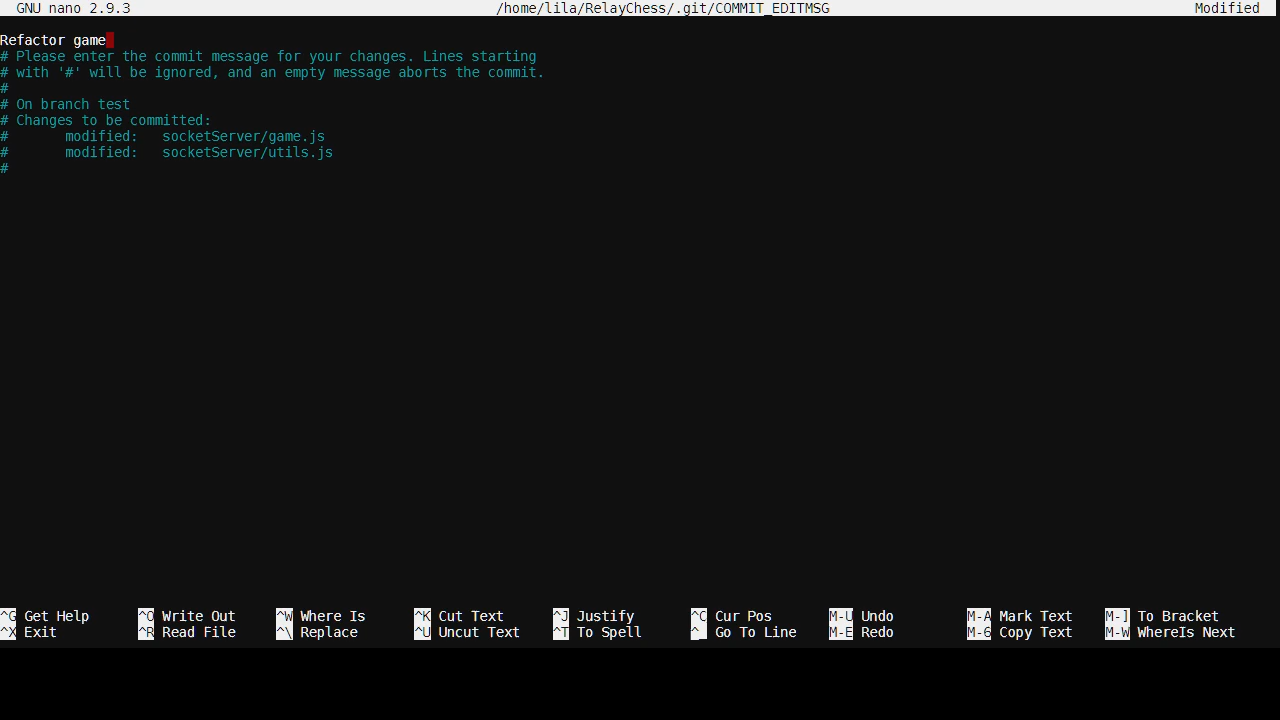 GNU nano 2.9.3 /home/lila/RelayChess/.git/COMMIT_EDITMSG Modified
Refactor game
# Please enter the commit message for your changes. Lines starting
# with '#' will be ignored, and an empty message aborts the commit.
#
# On branch test
# Changes to be committed:
#       modified:   socketServer/game.js
#       modified:   socketServer/utils.js
#
^G Get Help ^O Write Out ^W Where Is ^K Cut Text ^J Justify ^C Cur Pos M-U Undo M-A Mark Text M-] To Bracket
^X Exit ^R Read File ^\ Replace ^U Uncut Text ^T To Spell ^_ Go To Line M-E Redo M-6 Copy Text M-W WhereIs Next